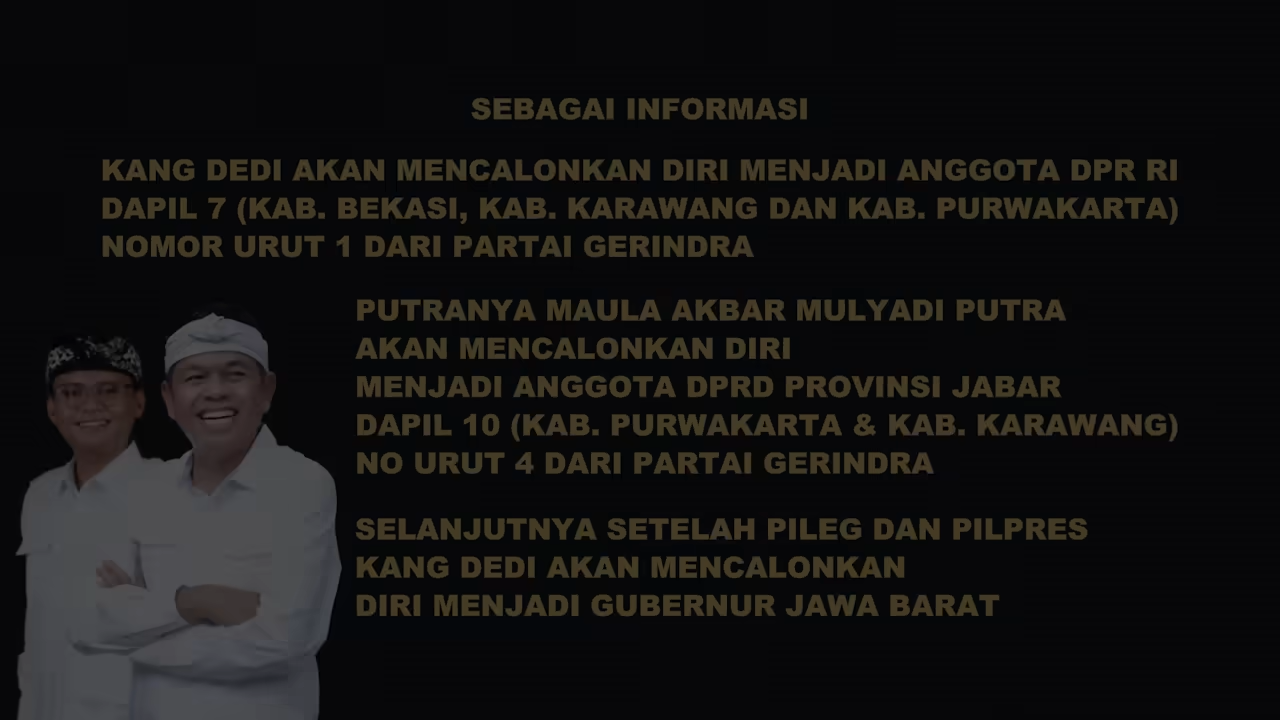 SEBAGAI INFORMASI
KANG DEDI AKAN MENCALONKAN DIRI MENJADI ANGGOTA DPR RI
DAPIL 7 (KAB. BEKASI, KAB. KARAWANG DAN KAB. PURWAKARTA)
NOMOR URUT 1 DARI PARTAI GERINDRA
PUTRANYA MAULA AKBAR MULYADI PUTRA
AKAN MENCALONKAN DIRI
MENJADI ANGGOTA DPRD PROVINSI JABAR
DAPIL 10 (KAB. PURWAKARTA & KAB. KARAWANG)
NO URUT 4 DARI PARTAI GERINDRA
SELANJUTNYA SETELAH PILEG DAN PILPRES
KANG DEDI AKAN MENCALONKAN
DIRI MENJADI GUBERNUR JAWA BARAT